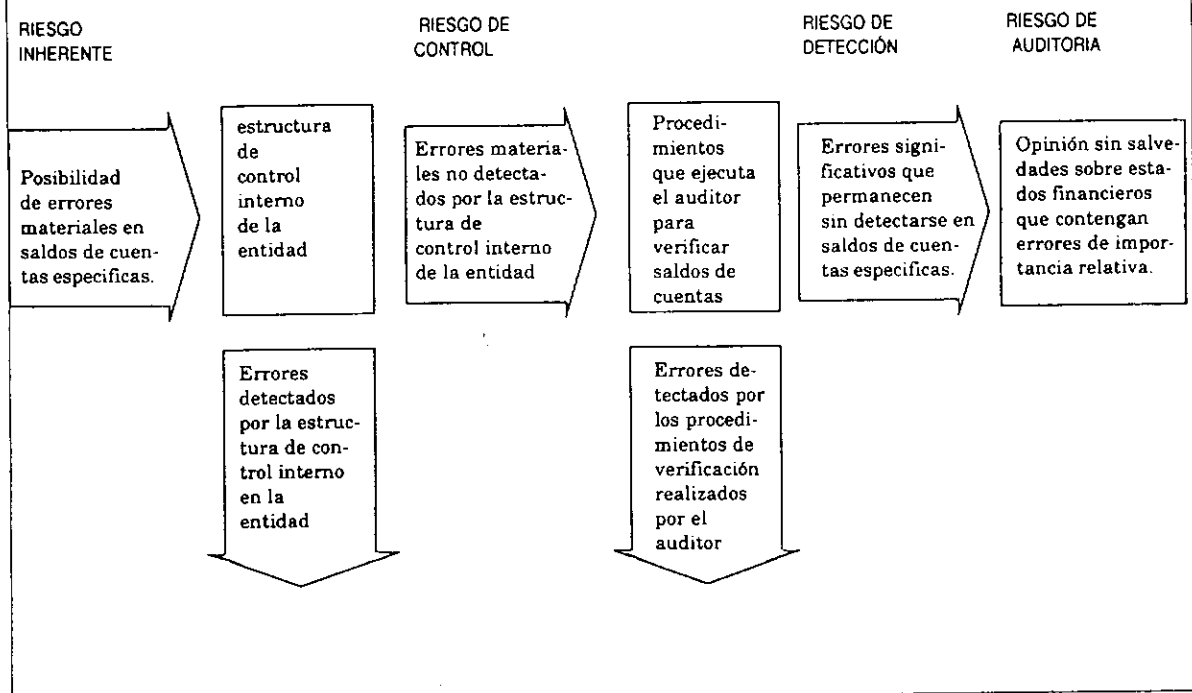 RIESGO
INHERENTE
RIESGO DE
CONTROL
RIESGO DE
DETECCIÓN
RIESGO DE
AUDITORIA
Posibilidad
de errores
materiales en
saldos de cuen-
tas especificas.
estructura
de
control
interno
de la
entidad
Errores materia-
les no detecta-
dos por la estruc-
tura de
control interno
de la entidad
Procedi-
mientos
que ejecuta
el auditor
para
verificar
saldos de
cuentas
Errores signi-
ficativos que
permanecen
sin detectarse en
saldos de cuen-
tas especificas.
Opinión sin salve-
dades sobre esta-
dos financieros
que contengan
errores de impor-
tancia relativa.
Errores
detectados
por la estruc-
tura de con-
trol interno
en la
entidad
Errores de-
tectados por
los procedi-
mientos de
verificación
realizados
por el
auditor